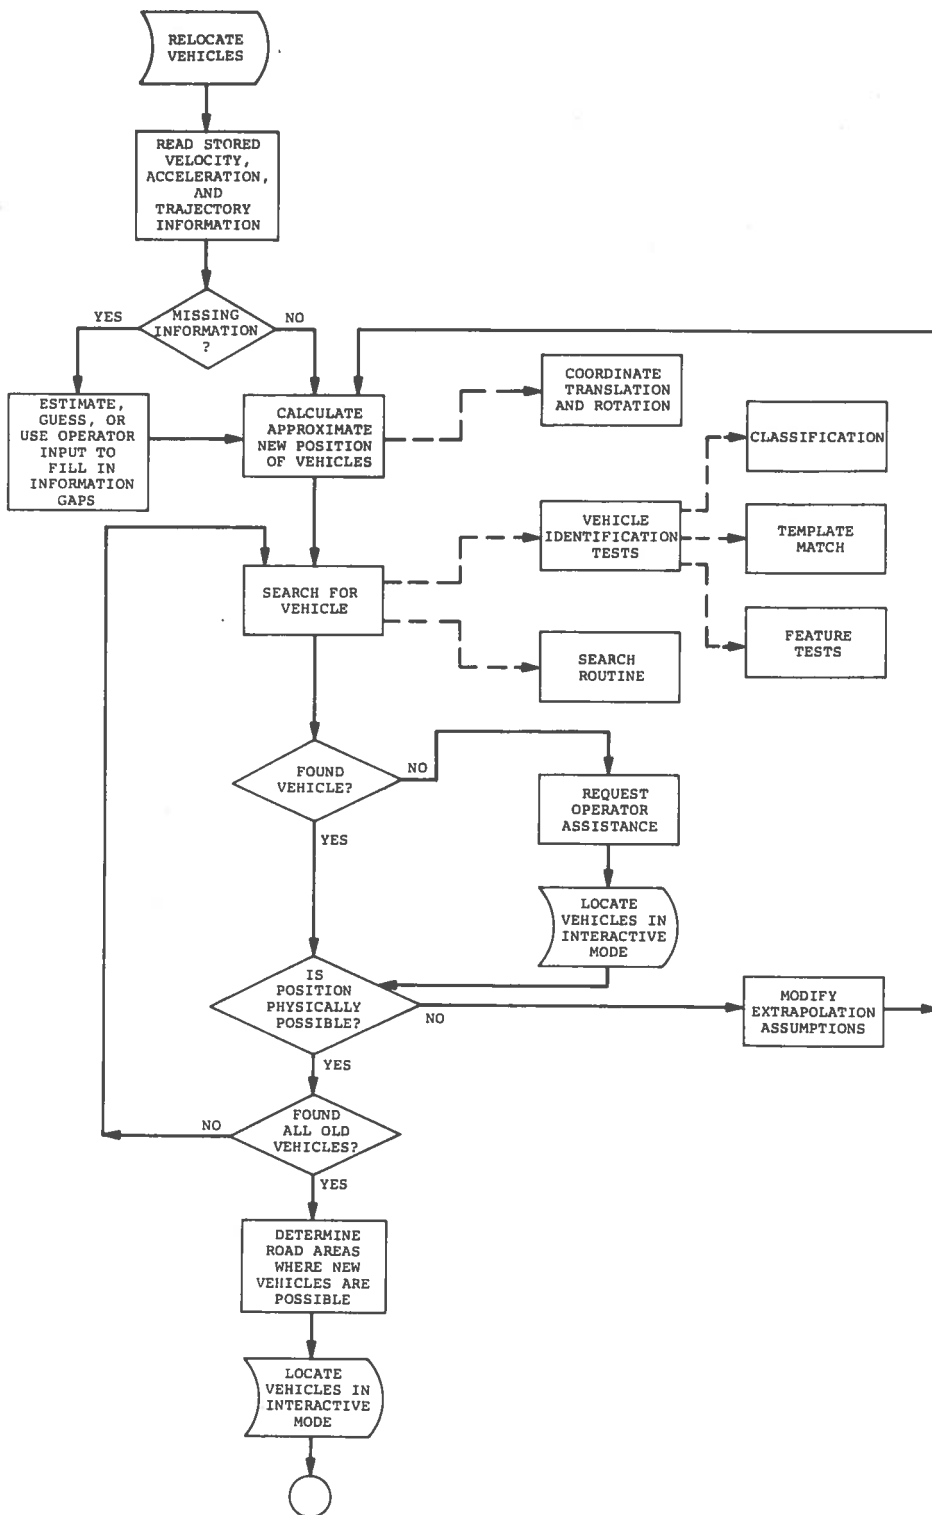 RELOCATE
VEHICLES
READ STORED
VELOCITY,
ACCELERATION,
AND
TRAJECTORY
INFORMATION
YES
MISSING
INFORMATION
?
NO
ESTIMATE,
GUESS, OR
USE OPERATOR
INPUT TO
FILL IN
INFORMATION
GAPS
CALCULATE
APPROXIMATE
NEW POSITION
OF VEHICLES
COORDINATE
TRANSLATION
AND ROTATION
CLASSIFICATION
VEHICLE
IDENTIFICATION
TESTS
TEMPLATE
MATCH
SEARCH FOR
VEHICLE
FEATURE
TESTS
SEARCH
ROUTINE
FOUND
VEHICLE?
NO
YES
REQUEST
OPERATOR
ASSISTANCE
LOCATE
VEHICLES IN
INTERACTIVE
MODE
IS
POSITION
PHYSICALLY
POSSIBLE?
NO
YES
MODIFY
EXTRAPOLATION
ASSUMPTIONS
FOUND
ALL OLD
VEHICLES?
NO
YES
DETERMINE
ROAD AREAS
WHERE NEW
VEHICLES ARE
POSSIBLE
LOCATE
VEHICLES IN
INTERACTIVE
MODE